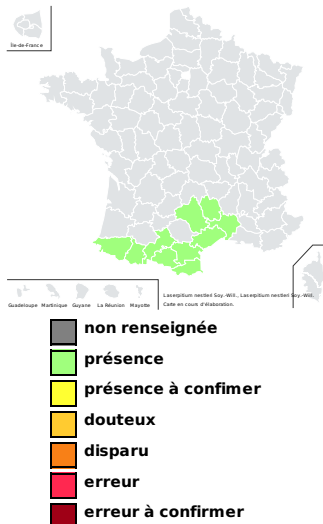 Île-de-France
Guadeloupe Martinique Guyane La Réunion Mayotte
Laserpitium nestleri Soy.-Will., Laserpitium nestleri Soy.-Will.
Carte en cours d'élaboration.
non renseignée
présence
présence à confimer
douteux
disparu
erreur
erreur à confirmer